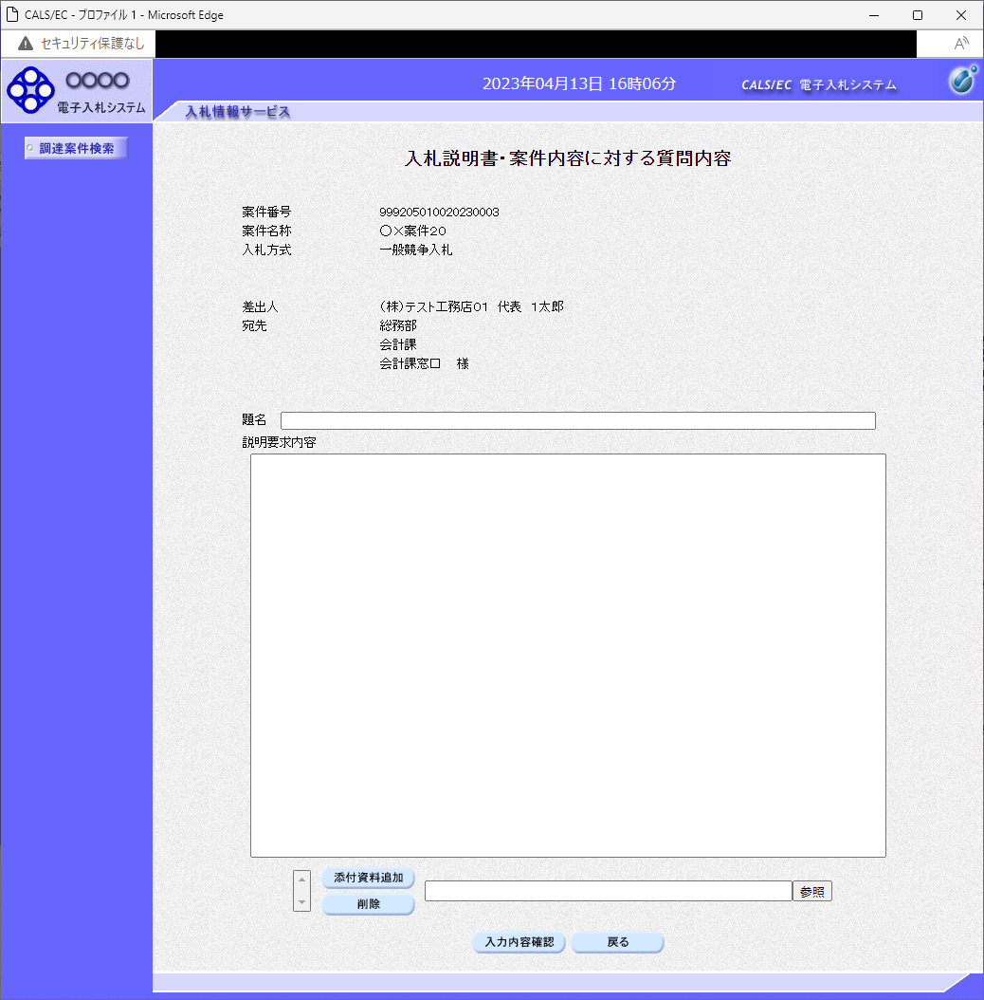 CALS/EC - プロファイル 1 - Microsoft Edge
セキュリティ保護なし
○○○○
電子入札システム
2023年04月13日 16時06分
CALS/EC 電子入札システム
入札情報サービス
調達案件検索
入札説明書・案件内容に対する質問内容
案件番号 999205010020230003
案件名称 ○×案件20
入札方式 一般競争入札
差出人 (株)テスト工務店01 代表 1太郎
宛先 総務部
会計課
会計課窓口 様
題名
説明要求内容
添付資料追加
削除
参照
入力内容確認
戻る